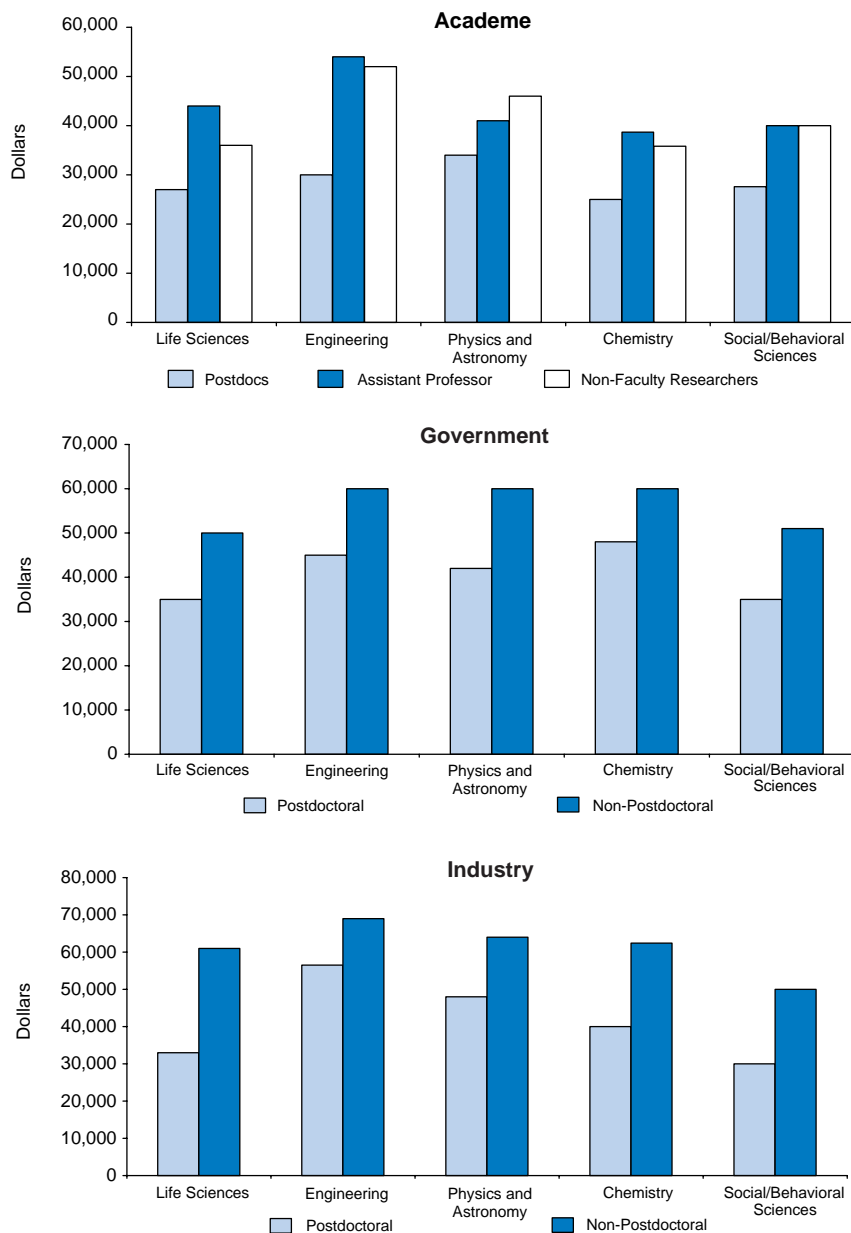 Academe
Dollars
60,000
50,000
40,000
30,000
20,000
10,000
0
Life Sciences
Engineering
Physics and
Astronomy
Chemistry
Social/Behavioral
Sciences
Postdocs
Assistant Professor
Non-Faculty Researchers
Government
Dollars
70,000
60,000
50,000
40,000
30,000
20,000
10,000
0
Life Sciences
Engineering
Physics and
Astronomy
Chemistry
Social/Behavioral
Sciences
Postdoctoral
Non-Postdoctoral
Industry
Dollars
80,000
70,000
60,000
50,000
40,000
30,000
20,000
10,000
0
Life Sciences
Engineering
Physics and
Astronomy
Chemistry
Social/Behavioral
Sciences
Postdoctoral
Non-Postdoctoral